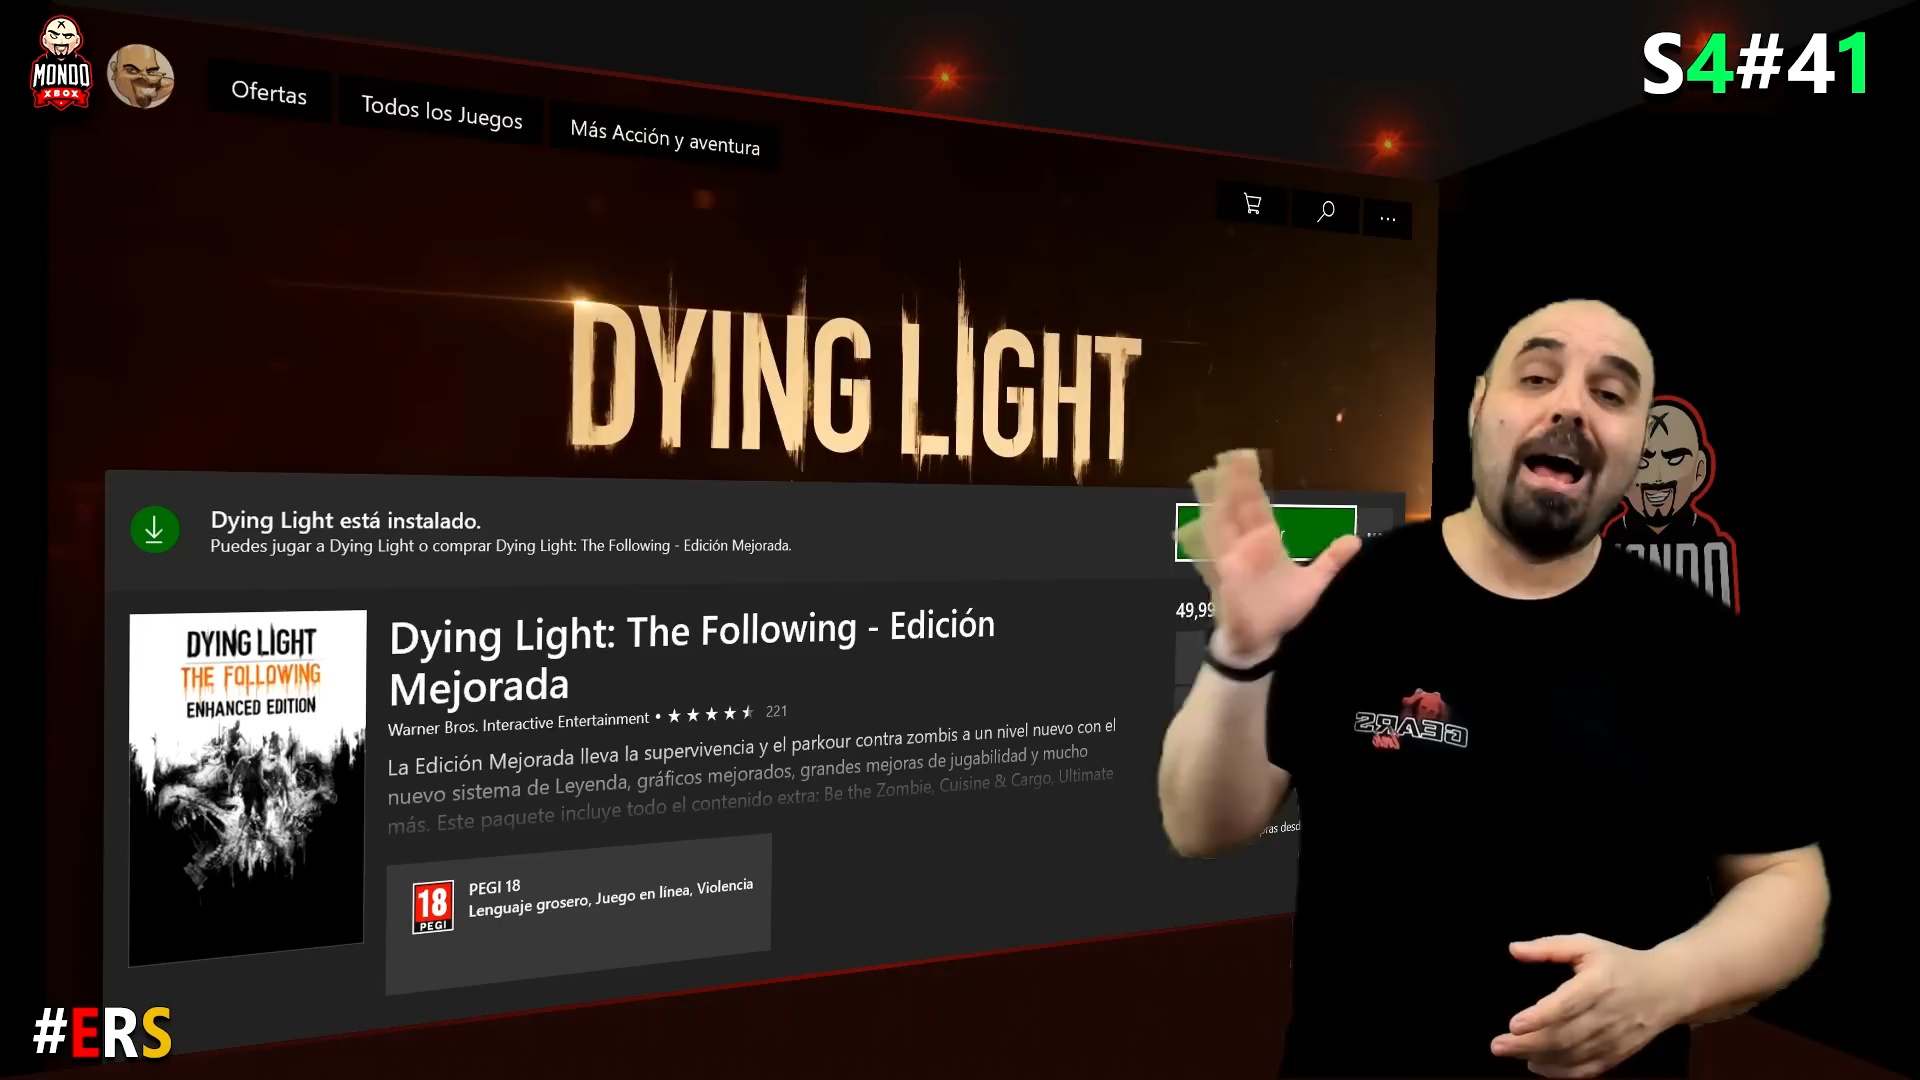 MONDO
XBOX
Ofertas
Todos los Juegos
Más Acción y aventura
S4#41
DYING LIGHT
Dying Light está instalado.
Puedes jugar a Dying Light o comprar Dying Light: The Following - Edición Mejorada.
DYING LIGHT
THE FOLLOWING
ENHANCED EDITION
Dying Light: The Following - Edición
Mejorada
Warner Bros. Interactive Entertainment • 221
49,99
La Edición Mejorada lleva la supervivencia y el parkour contra zombis a un nivel nuevo con el
nuevo sistema de Leyenda, gráficos mejorados, grandes mejoras de jugabilidad y mucho
más. Este paquete incluye todo el contenido extra: Be the Zombie, Cuisine & Cargo, Ultimate
18
PEGI
PEGI 18
Lenguaje grosero, Juego en línea, Violencia
GEARS
#ERS